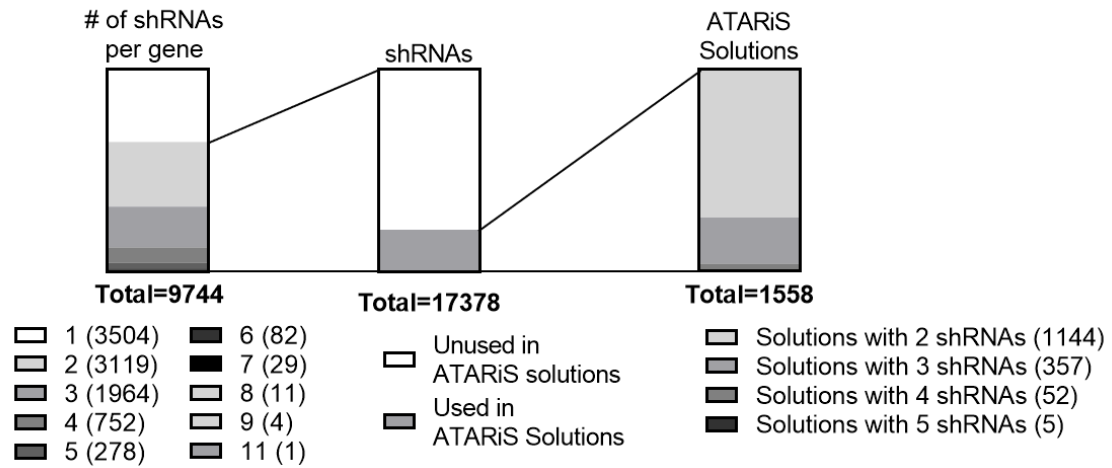 # of shRNAs
per gene
shRNAs
ATARiS
Solutions
Total=9744
Total=17378
Total=1558
1 (3504)
2 (3119)
3 (1964)
4 (752)
5 (278)
6 (82)
7 (29)
8 (11)
9 (4)
11 (1)
Unused in
ATARiS solutions
Used in
ATARiS Solutions
Solutions with 2 shRNAs (1144)
Solutions with 3 shRNAs (357)
Solutions with 4 shRNAs (52)
Solutions with 5 shRNAs (5)